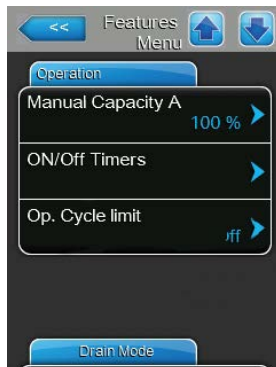 << Features
Menu
Operation
Manual Capacity A
100 %
ON/Off Timers
Op. Cycle limit
Drain Mode